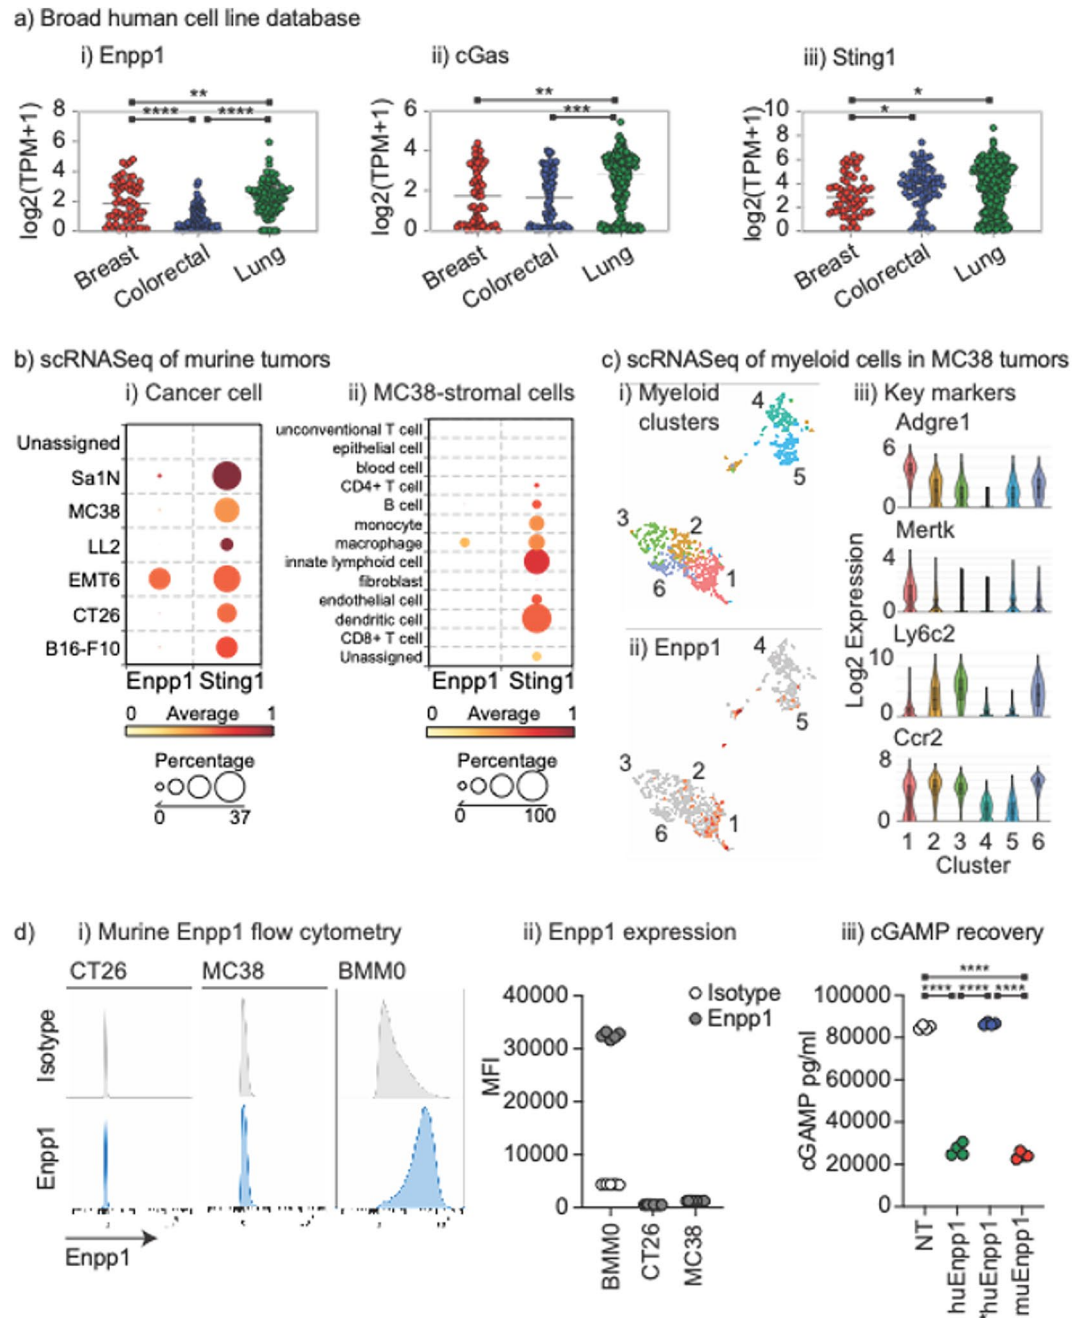 a) Broad human cell line database
i) Enpp1
ii) cGas
iii) Sting1
**
**** ****
log2(TPM+1)
8
6
4
2
0
Breast
Colorectal
Lung
**
***
log2(TPM+1)
6
4
2
0
Breast
Colorectal
Lung
*
*
log2(TPM+1)
10
8
6
4
2
0
Breast
Colorectal
Lung
b) scRNASeq of murine tumors
i) Cancer cell
Unassigned
Sa1N
MC38
LL2
EMT6
CT26
B16-F10
Enpp1 Sting1
0 Average 1
Percentage
0 37
ii) MC38-stromal cells
unconventional T cell
epithelial cell
blood cell
CD4+ T cell
B cell
monocyte
macrophage
innate lymphoid cell
fibroblast
endothelial cell
dendritic cell
CD8+ T cell
Unassigned
Enpp1 Sting1
0 Average 1
Percentage
0 100
c) scRNASeq of myeloid cells in MC38 tumors
i) Myeloid
clusters
4
5
3
2
6
1
ii) Enpp1
4
5
3
2
6
1
iii) Key markers
Log2 Expression
Adgre1
6
0
Mertk
4
0
Ly6c2
10
0
Ccr2
8
0
1 2 3 4 5 6
Cluster
d)
i) Murine Enpp1 flow cytometry
CT26 MC38 BMM0
Isotype
Enpp1
Enpp1
ii) Enpp1 expression
Isotype
Enpp1
MFI
40000
30000
20000
10000
0
BMM0
CT26
MC38
iii) cGAMP recovery
****
**** **** ****
cGAMP pg/ml
100000
80000
60000
40000
20000
0
NT
huEnpp1
*huEnpp1
muEnpp1